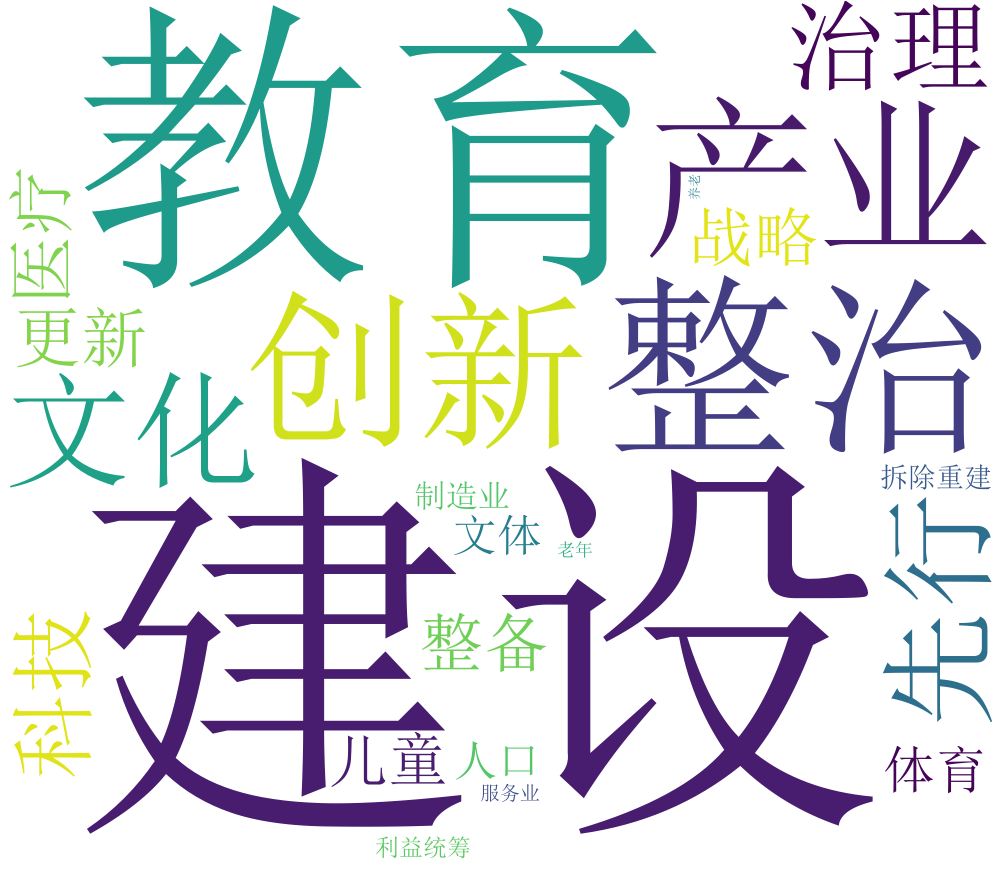 治理
教育
产业
养老
战略
医疗
更新
创新
整治
文化
拆除重建
制造业
文体
老年
先行
建设
科技
整备
儿童
人口
体育
服务业
利益统筹